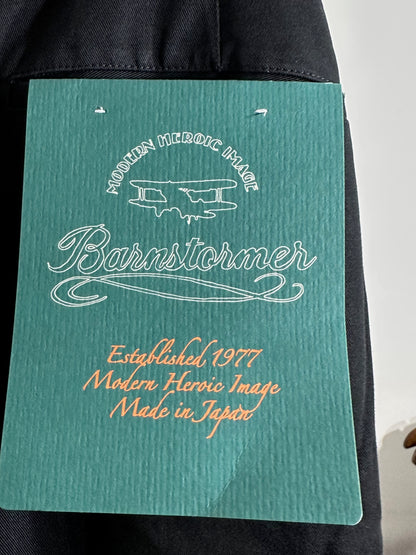 MODERN HEROIC IMAGE
Barnstormer
Established 1977
Modern Heroic Image
Made in Japan